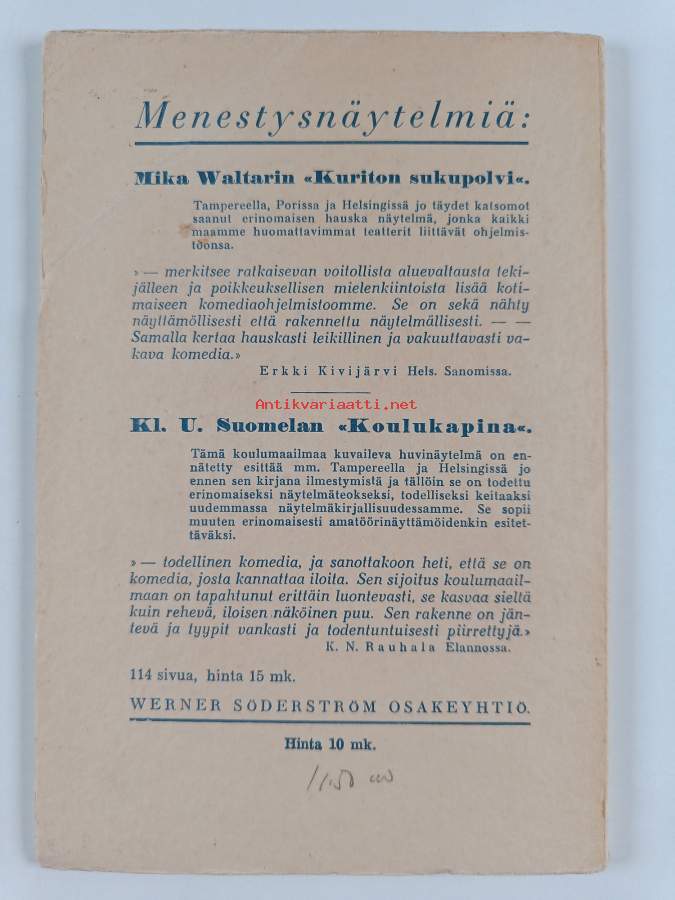 Menestysnäytelmiä:
Mika Waltarin «Kuriton sukupolvi«.
Tampereella, Porissa ja Helsingissä jo täydet katsomot
saanut erinomaisen hauska näytelmä, jonka kaikki
maamme huomattavimmat teatterit liittävät ohjelmis-
toonsa.
»— merkitsee ratkaisevan voitollista aluevaltausta teki-
jälleen ja poikkeuksellisen mielenkiintoista lisää koti-
maiseen komediaohjelmistoomme. Se on sekä nähty
näyttämöllisesti että rakennettu näytelmällisesti. — —
Samalla kertaa hauskasti leikillinen ja vakuuttavasti va-
kava komedia.»
Erkki Kivijärvi Hels. Sanomissa.
Antikvariaatti.net
Kl. U. Suomelan «Koulukapina«.
Tämä koulumaailmaa kuvaileva huvinäytelmä on en-
nätetty esittää mm. Tampereella ja Helsingissä jo
ennen sen kirjana ilmestymistä ja tällöin se on todettu
erinomaiseksi näytelmäteokseksi, todelliseksi keitaaksi
uudemmassa näytelmäkirjallisuudessamme. Se sopii
muuten erinomaisesti amatöörinäyttämöidenkin esitet-
täväksi.
»— todellinen komedia, ja sanottakoon heti, että se on
komedia, josta kannattaa iloita. Sen sijoitus koulumaail-
maan on tapahtunut erittäin luontevasti, se kasvaa sieltä
kuin rehevä, iloisen näköinen puu. Sen rakenne on jän-
tevä ja tyypit vankasti ja todentuntuisesti piirrettyjä.»
K. N. Rauhala Elannossa.
114 sivua, hinta 15 mk.
WERNER SÖDERSTRÖM OSAKEYHTIÖ.
Hinta 10 mk.
11:50